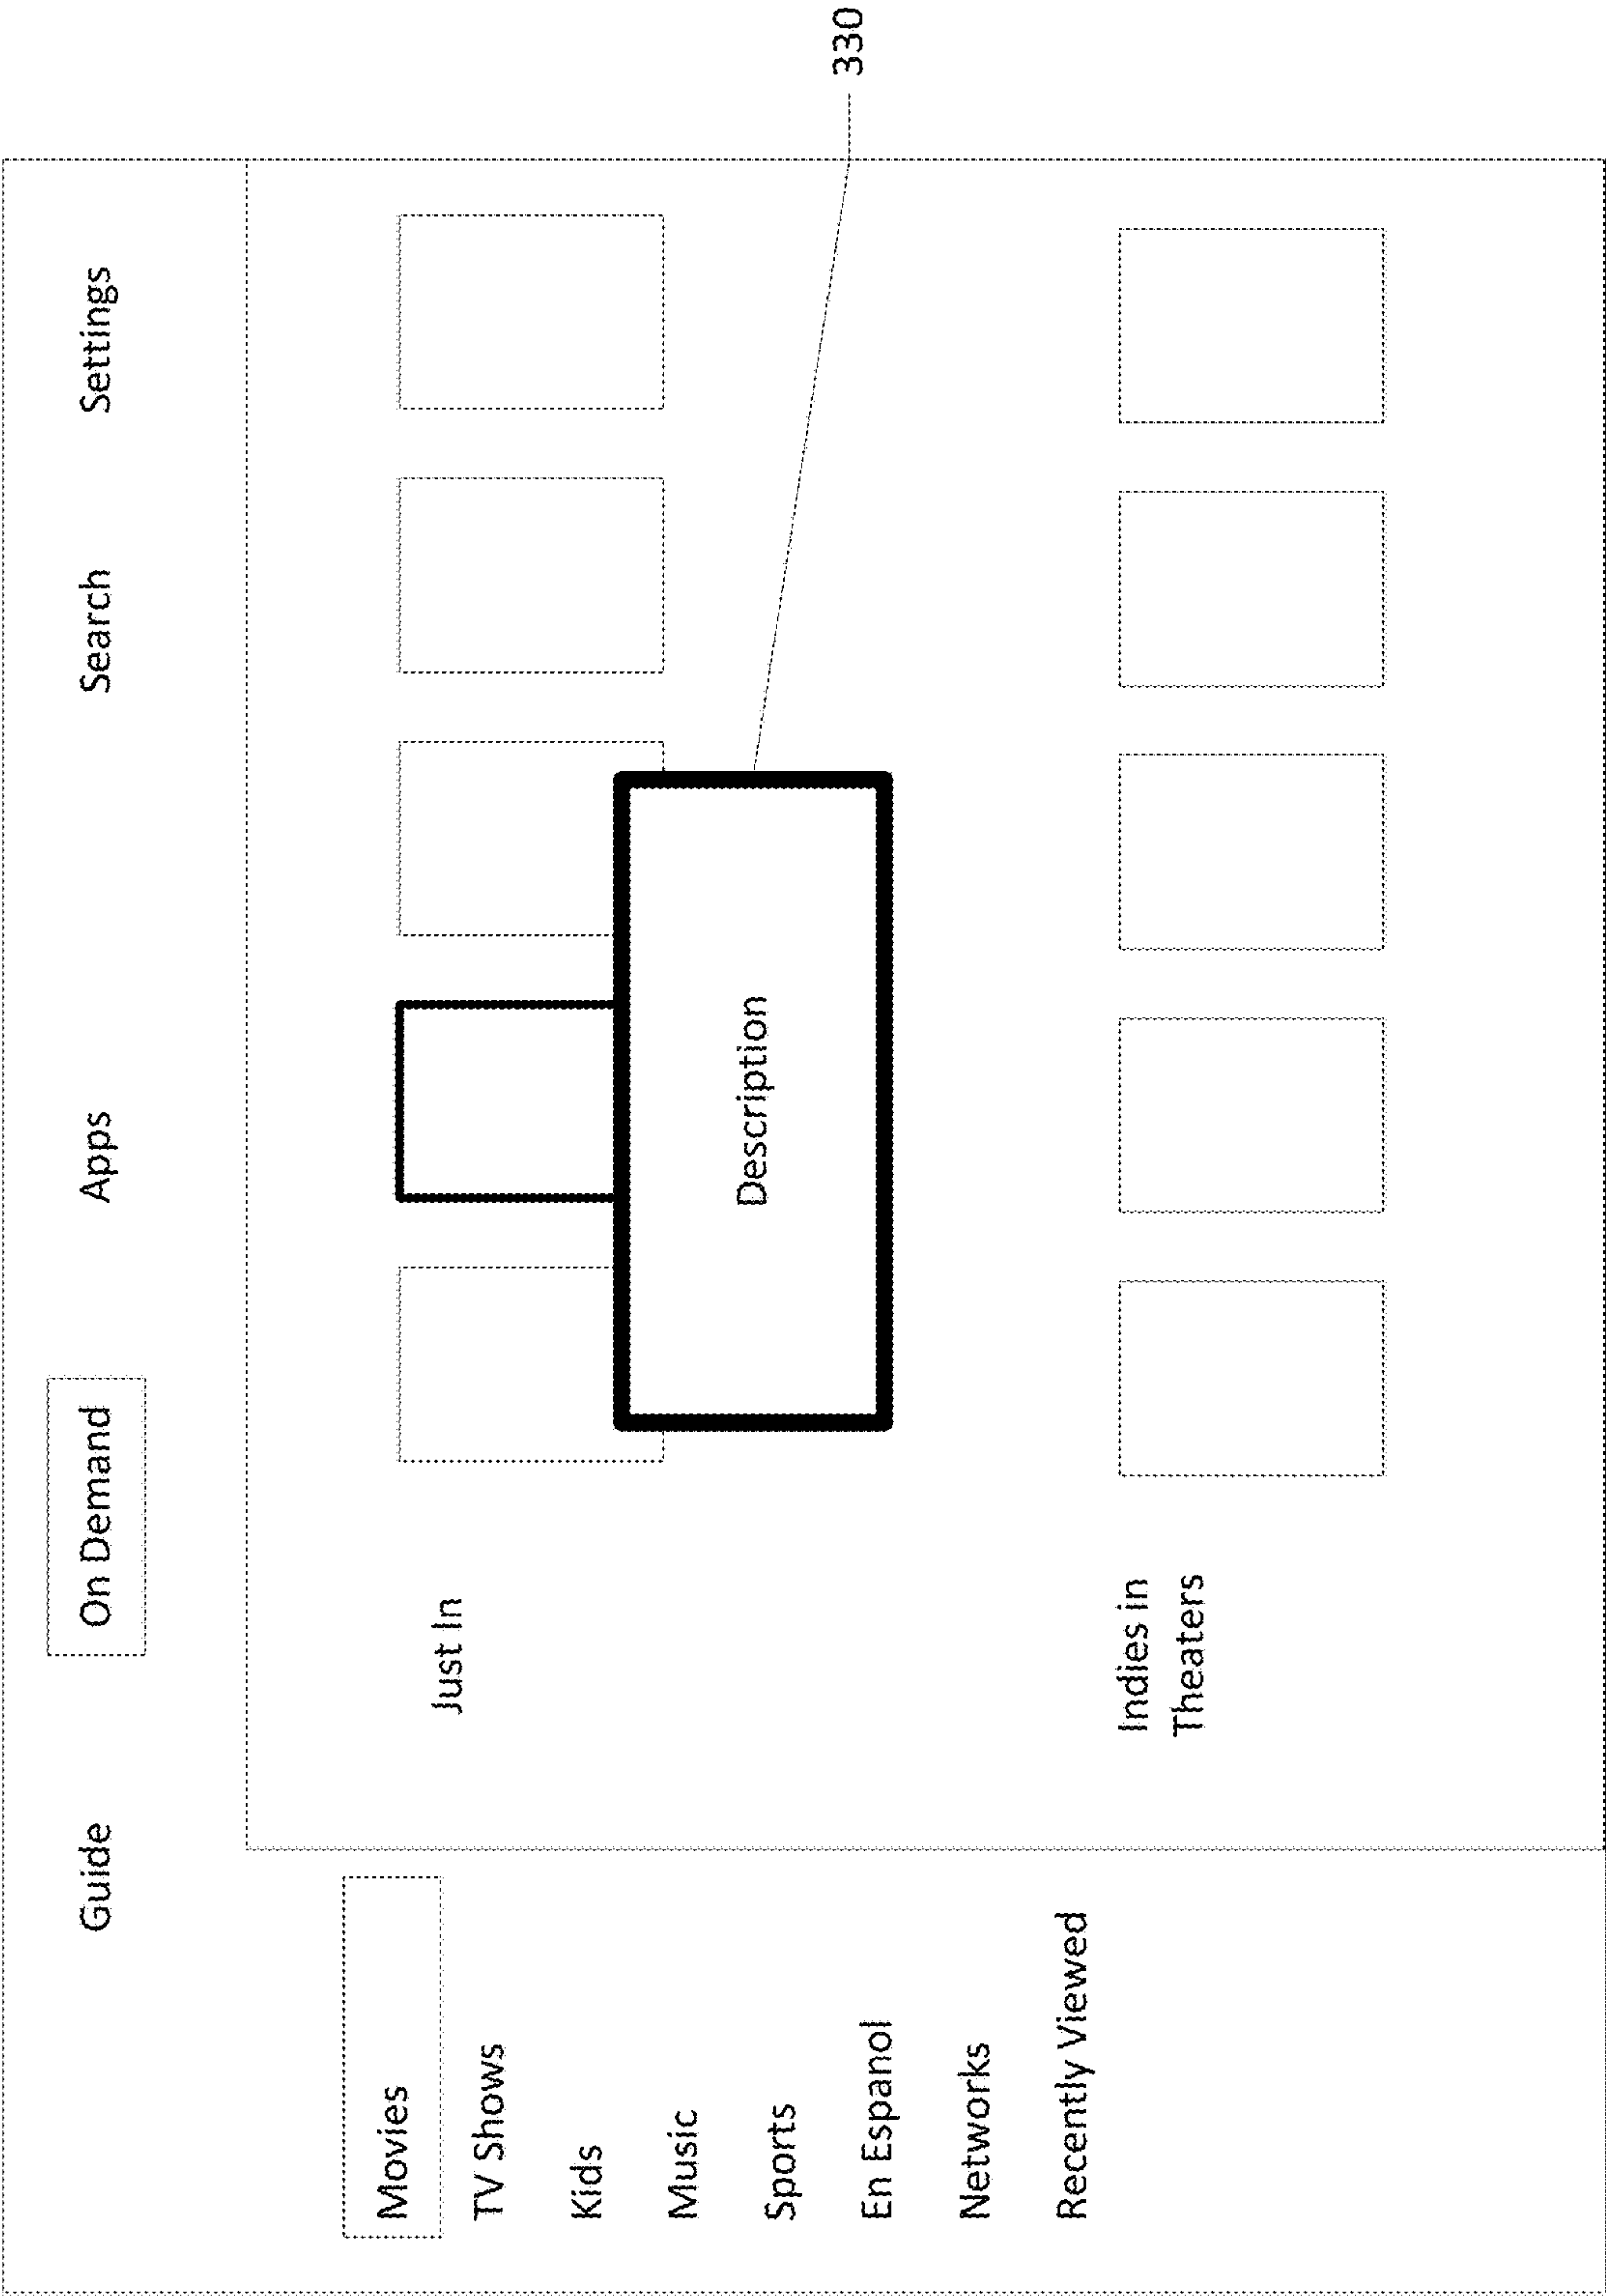 Guide
On Demand
Apps
Search
Settings
Movies
TV Shows
Kids
Music
Sports
En Espanol
Networks
Recently Viewed
Just In
Description
Indies in
Theaters
330